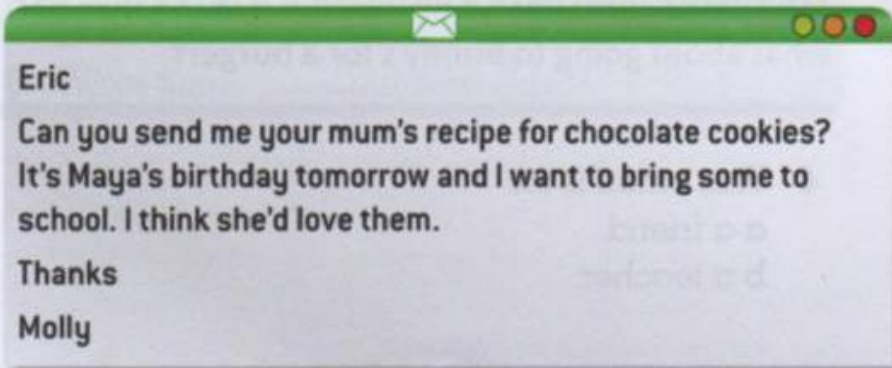 Eric
Can you send me your mum's recipe for chocolate cookies?
It's Maya's birthday tomorrow and I want to bring some to
school. I think she'd love them.
Thanks
Molly